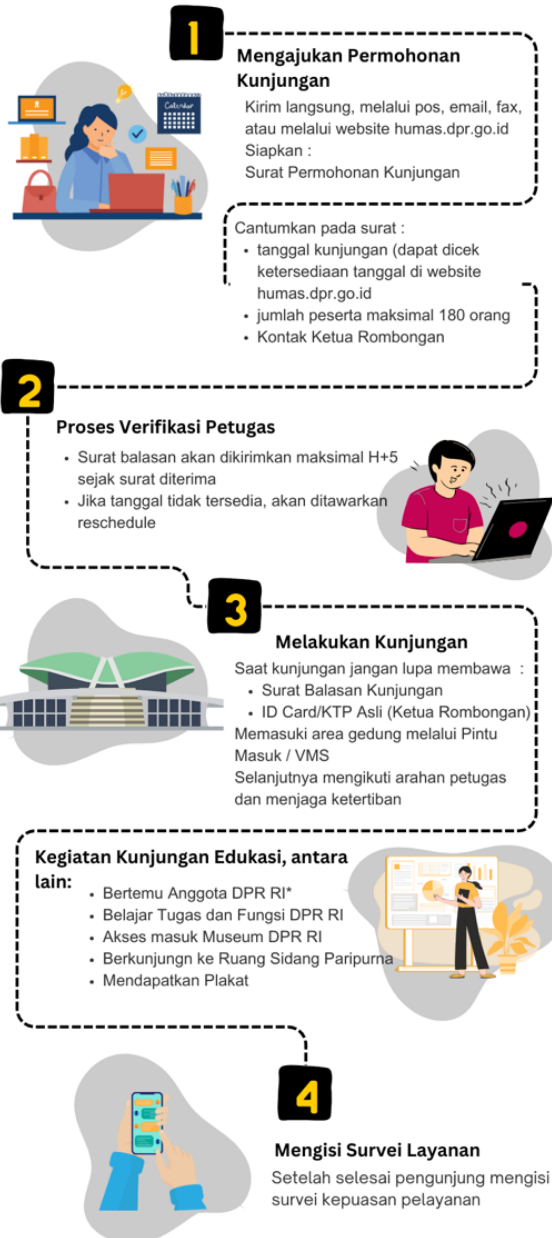 1
Mengajukan Permohonan
Kunjungan
Kirim langsung, melalui pos, email, fax,
atau melalui website humas.dpr.go.id
Siapkan :
Surat Permohonan Kunjungan
Calendar
Cantumkan pada surat :
• tanggal kunjungan (dapat dicek
ketersediaan tanggal di website
humas.dpr.go.id
• jumlah peserta maksimal 180 orang
• Kontak Ketua Rombongan
2
Proses Verifikasi Petugas
• Surat balasan akan dikirimkan maksimal H+5
sejak surat diterima
• Jika tanggal tidak tersedia, akan ditawarkan
reschedule
3
Melakukan Kunjungan
Saat kunjungan jangan lupa membawa :
• Surat Balasan Kunjungan
• ID Card/KTP Asli (Ketua Rombongan)
Memasuki area gedung melalui Pintu
Masuk / VMS
Selanjutnya mengikuti arahan petugas
dan menjaga ketertiban
Kegiatan Kunjungan Edukasi, antara
lain:
• Bertemu Anggota DPR RI*
• Belajar Tugas dan Fungsi DPR RI
• Akses masuk Museum DPR RI
• Berkunjungn ke Ruang Sidang Paripurna
• Mendapatkan Plakat
4
Mengisi Survei Layanan
Setelah selesai pengunjung mengisi
survei kepuasan pelayanan